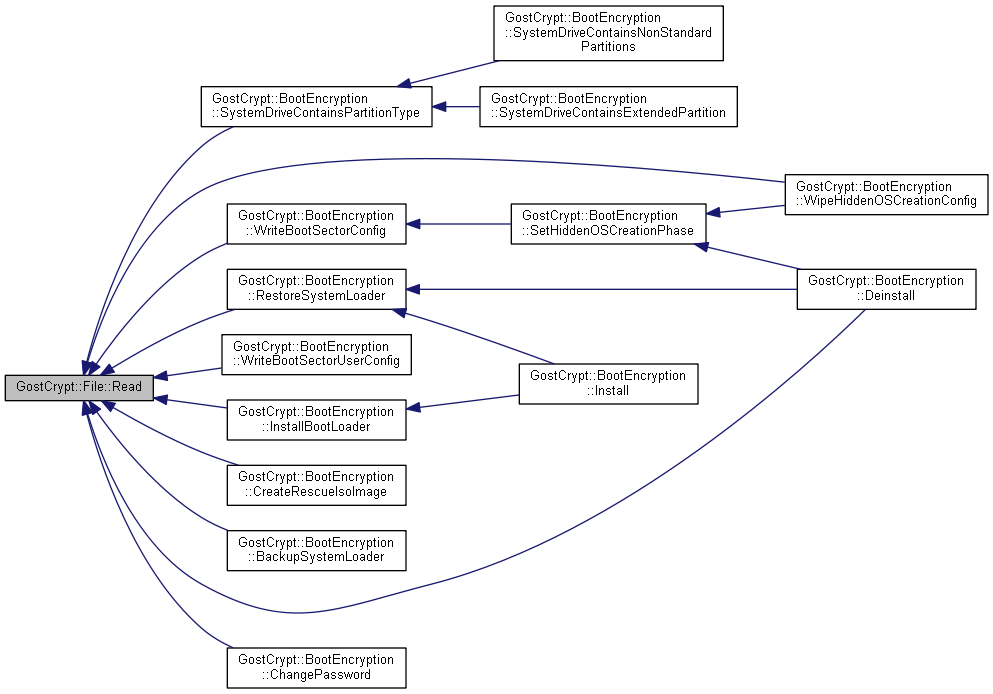 GostCrypt::BootEncryption
::SystemDriveContainsNonStandard
Partitions
GostCrypt::BootEncryption
::SystemDriveContainsPartitionType
GostCrypt::BootEncryption
::SystemDriveContainsExtendedPartition
GostCrypt::BootEncryption
::WipeHiddenOSCreationConfig
GostCrypt::BootEncryption
::WriteBootSectorConfig
GostCrypt::BootEncryption
::SetHiddenOSCreationPhase
GostCrypt::BootEncryption
::RestoreSystemLoader
GostCrypt::BootEncryption
::Deinstall
GostCrypt::BootEncryption
::WriteBootSectorUserConfig
GostCrypt::File::Read
GostCrypt::BootEncryption
::Install
GostCrypt::BootEncryption
::InstallBootLoader
GostCrypt::BootEncryption
::CreateRescueIsoImage
GostCrypt::BootEncryption
::BackupSystemLoader
GostCrypt::BootEncryption
::ChangePassword